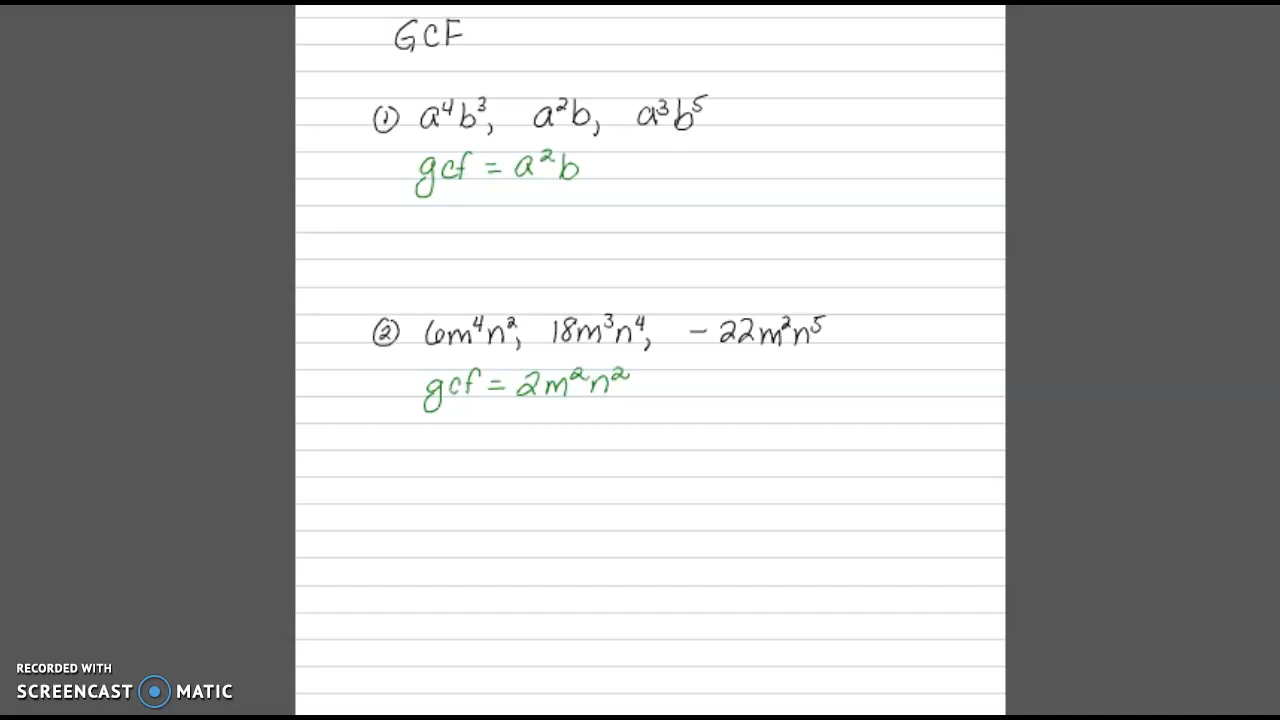 GCF
① a⁴b³, a²b, a³b⁵
gcf = a²b
② 6m⁴n², 18m³n⁴, - 22m²n⁵
gcf = 2m²n²
RECORDED WITH
SCREENCAST MATIC